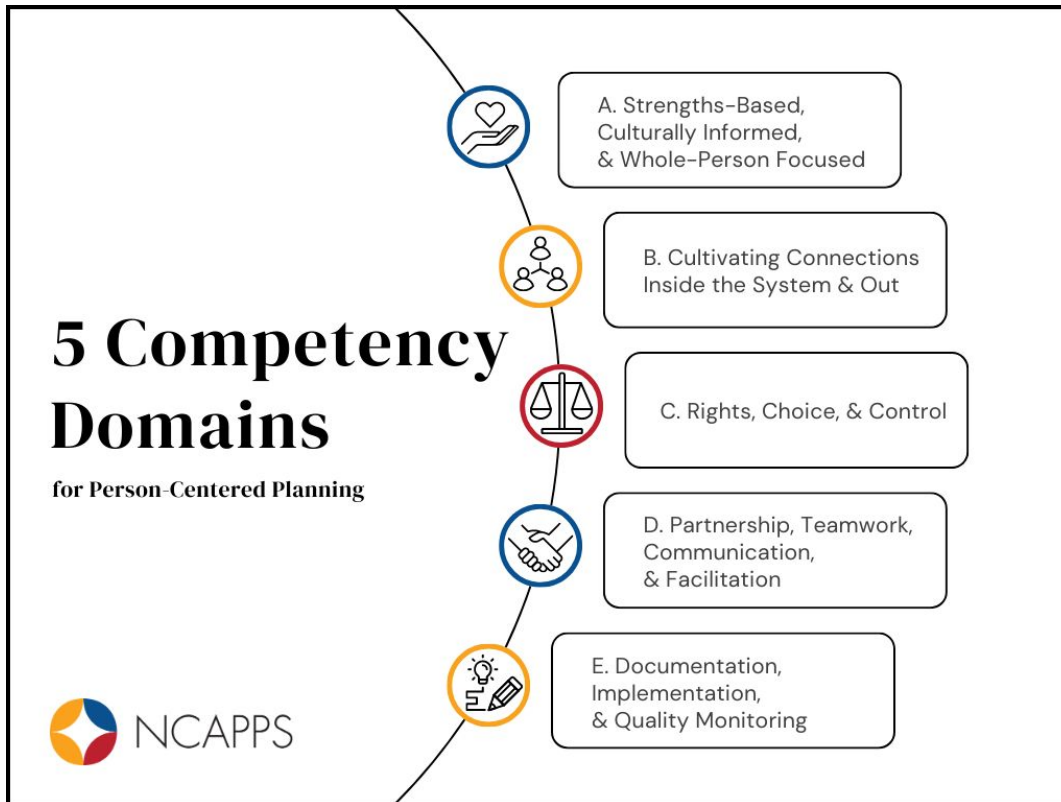 5 Competency
Domains
for Person-Centered Planning
A. Strengths-Based,
Culturally Informed,
& Whole-Person Focused
B. Cultivating Connections
Inside the System & Out
C. Rights, Choice, & Control
D. Partnership, Teamwork,
Communication,
& Facilitation
E. Documentation,
Implementation,
& Quality Monitoring
NCAPPS